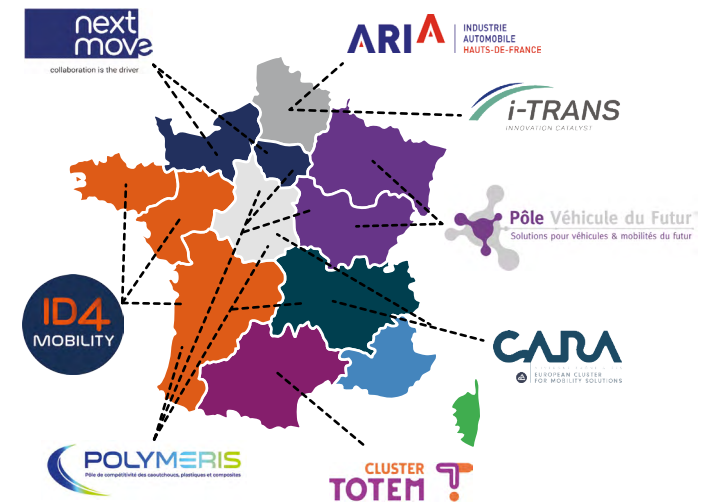 next
move
collaboration is the driver
ARIA
INDUSTRIE
AUTOMOBILE
HAUTS-DE-FRANCE
i-TRANS
INNOVATION CATALYST
Pôle Véhicule du Futur
Solutions pour véhicules & mobilités du futur
ID4
MOBILITY
CARA
EUROPEAN CLUSTER
FOR MOBILITY SOLUTIONS
POLYMERIS
Pôle de compétitivité des caoutchoucs, plastiques et composites
CLUSTER
TOTEM